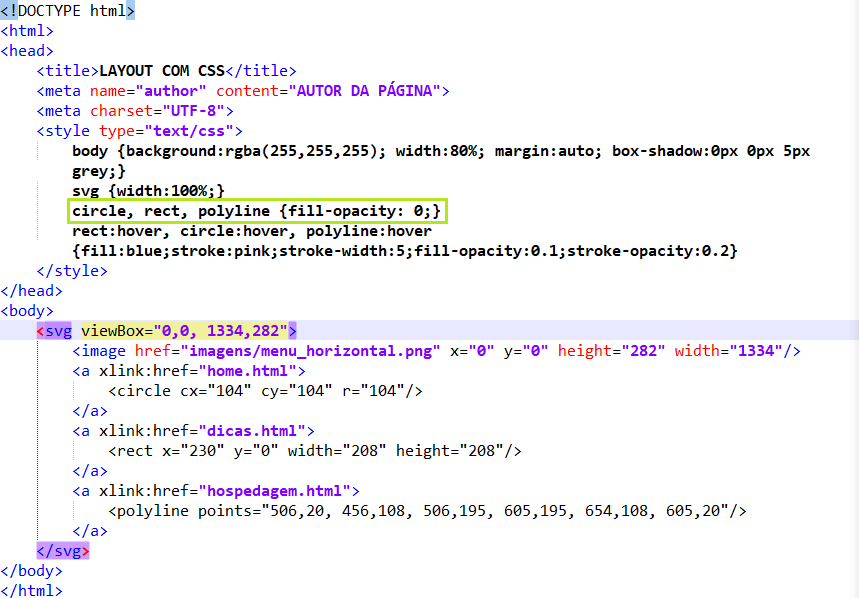 <!DOCTYPE html>
<html>
<head>
<title>LAYOUT COM CSS</title>
<meta name="author" content="AUTOR DA PÁGINA">
<meta charset="UTF-8">
<style type="text/css">
body {background:rgba(255,255,255); width:80%; margin:auto; box-shadow:0px 0px 5px
grey;}
svg {width:100%;}
circle, rect, polyline {fill-opacity: 0;}
rect:hover, circle:hover, polyline:hover
{fill:blue;stroke:pink;stroke-width:5;fill-opacity:0.1;stroke-opacity:0.2}
</style>
</head>
<body>
<svg viewBox="0,0, 1334,282">
<image href="imagens/menu_horizontal.png" x="0" y="0" height="282" width="1334"/>
<a xlink:href="home.html">
<circle cx="104" cy="104" r="104"/>
</a>
<a xlink:href="dicas.html">
<rect x="230" y="0" width="208" height="208"/>
</a>
<a xlink:href="hospedagem.html">
<polyline points="506,20, 456,108, 506,195, 605,195, 654,108, 605,20"/>
</a>
</svg>
</body>
</html>